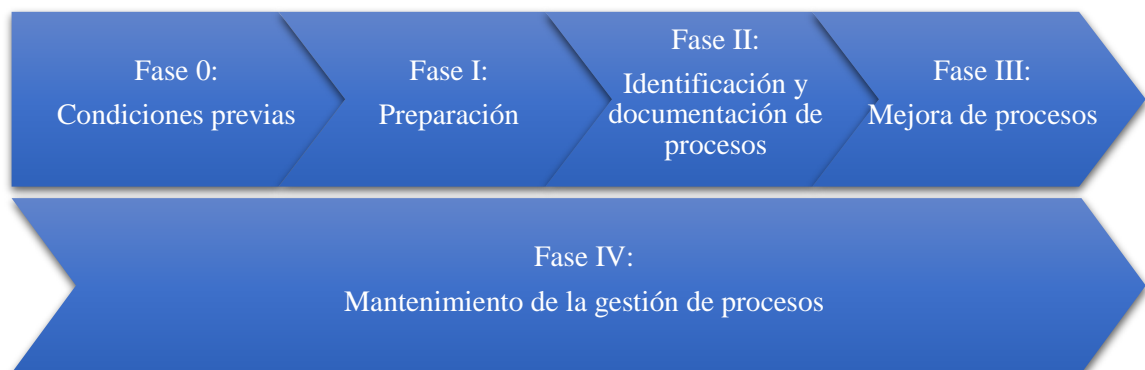 Fase 0:
Condiciones previas
Fase I:
Preparación
Fase II:
Identificación y
documentación de
procesos
Fase III:
Mejora de procesos
Fase IV:
Mantenimiento de la gestión de procesos